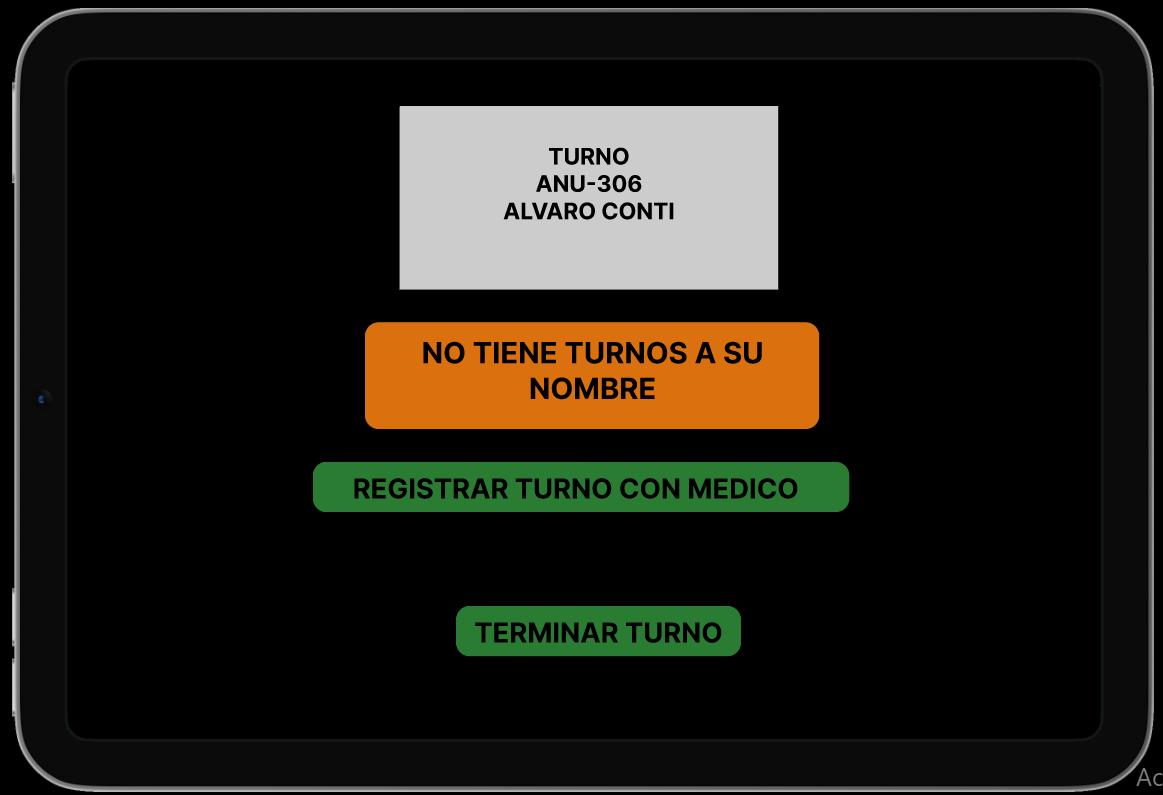 TURNO
ANU-306
ALVARO CONTI
NO TIENE TURNOS A SU
NOMBRE
REGISTRAR TURNO CON MEDICO
TERMINAR TURNO
Ac